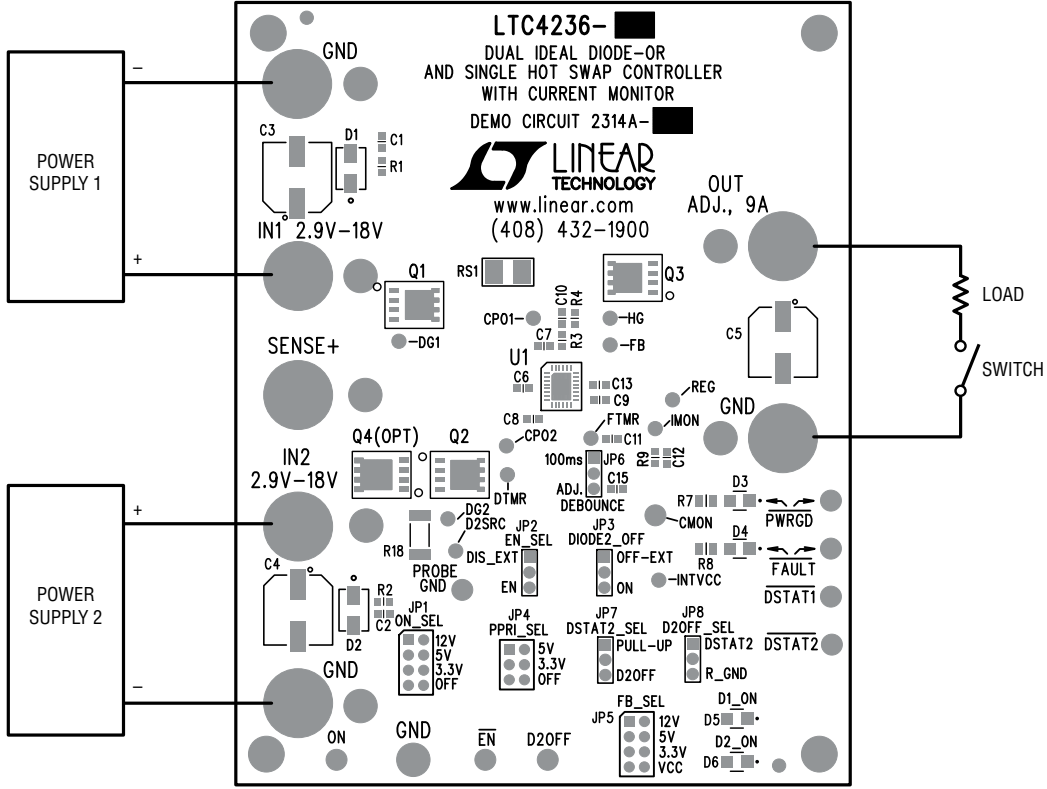 LTC4236-
DUAL IDEAL DIODE-OR
AND SINGLE HOT SWAP CONTROLLER
WITH CURRENT MONITOR
DEMO CIRCUIT 2314A-
LINEAR
TECHNOLOGY
www.linear.com
(408) 432-1900
POWER
SUPPLY 1
−
+
GND
C3
D1
C1
R1
IN1 2.9V-18V
OUT
ADJ., 9A
LOAD
SWITCH
C5
GND
Q1
DG1
RS1
Q3
CPO1
C10
R4
HG
C7
R3
FB
U1
SENSE+
C6
C13
C9
REG
C8
FTMR
IMON
CPO2
C11
Q4(OPT)
Q2
R9
C12
100ms
JP6
ADJ.
C15
DEBOUNCE
DTMR
IN2
2.9V-18V
POWER
SUPPLY 2
+
−
R18
DG2
D2SRC
PROBE
GND
JP2
EN_SEL
DIS_EXT
EN
JP3
DIODE2_OFF
OFF-EXT
ON
CMON
INTVCC
R7
D3
PWRGD
R8
D4
FAULT
DSTAT1
DSTAT2
C4
D2
R2
C2
GND
JP1
ON_SEL
12V
5V
3.3V
OFF
JP4
PPRI_SEL
5V
3.3V
OFF
JP7
DSTAT2_SEL
PULL-UP
D2OFF
JP8
D2OFF_SEL
DSTAT2
R_GND
FB_SEL
JP5
12V
5V
3.3V
VCC
D1_ON
D5
D2_ON
D6
ON
GND
EN
D2OFF